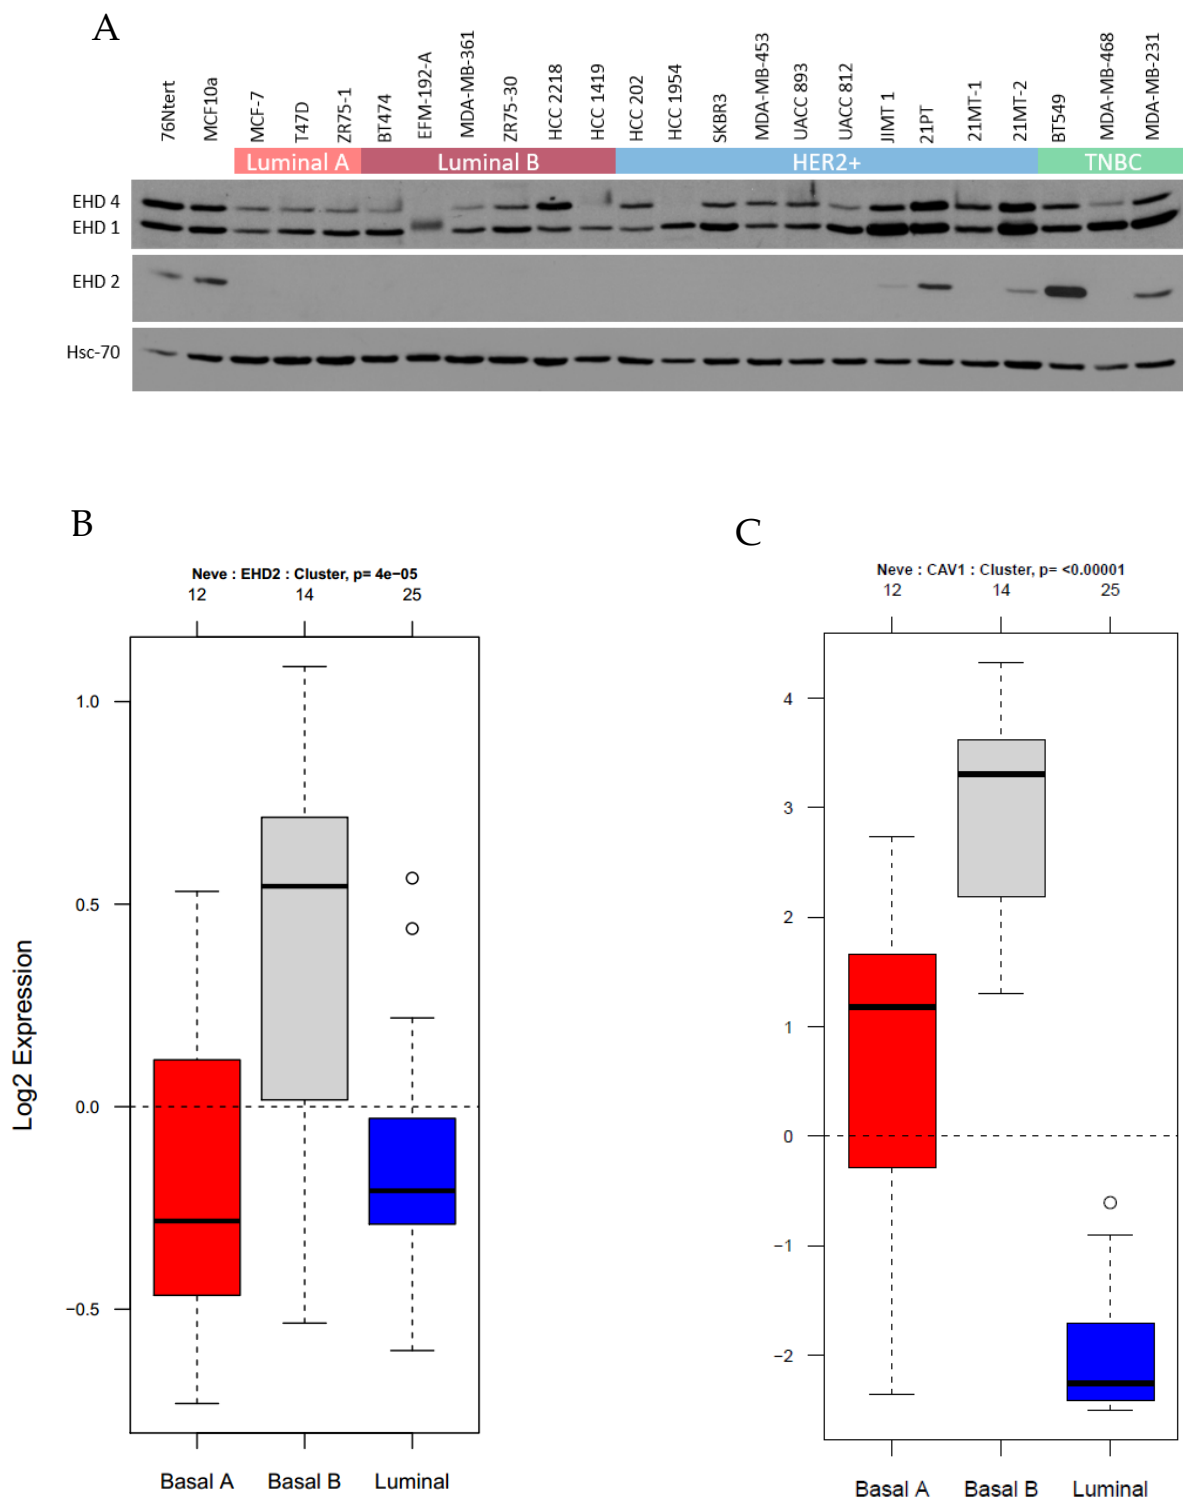 A
76Ntert
MCF10a
MCF-7
T47D
ZR75-1
BT474
EFM-192-A
MDA-MB-361
ZR75-30
HCC 2218
HCC 1419
HCC 202
HCC 1954
SKBR3
MDA-MB-453
UACC 893
UACC 812
JIMT 1
21PT
21MT-1
21MT-2
BT549
MDA-MB-468
MDA-MB-231
Luminal A Luminal B HER2+ TNBC
EHD 4
EHD 1
EHD 2
Hsc-70
B
Neve : EHD2 : Cluster, p= 4e−05
12 14 25
1.0
0.5
0.0
−0.5
Log2 Expression
Basal A Basal B Luminal
C
Neve : CAV1 : Cluster, p= <0.00001
12 14 25
4
3
2
1
0
−1
−2
Basal A Basal B Luminal